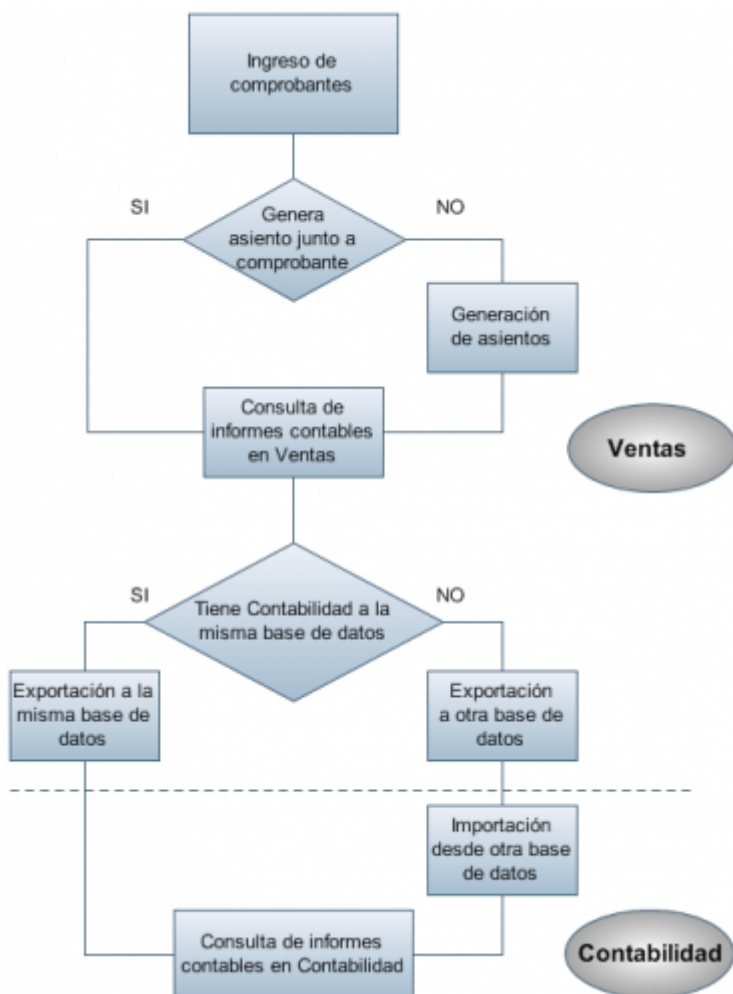 Ingreso de
comprobantes
SI
NO
Genera
asiento junto a
comprobante
Generación
de asientos
Consulta de
informes contables
en Ventas
Ventas
SI
NO
Tiene Contabilidad a la
misma base de datos
Exportación a la
misma base de
datos
Exportación
a otra base de
datos
Importación
desde otra base
de datos
Consulta de informes
contables en Contabilidad
Contabilidad